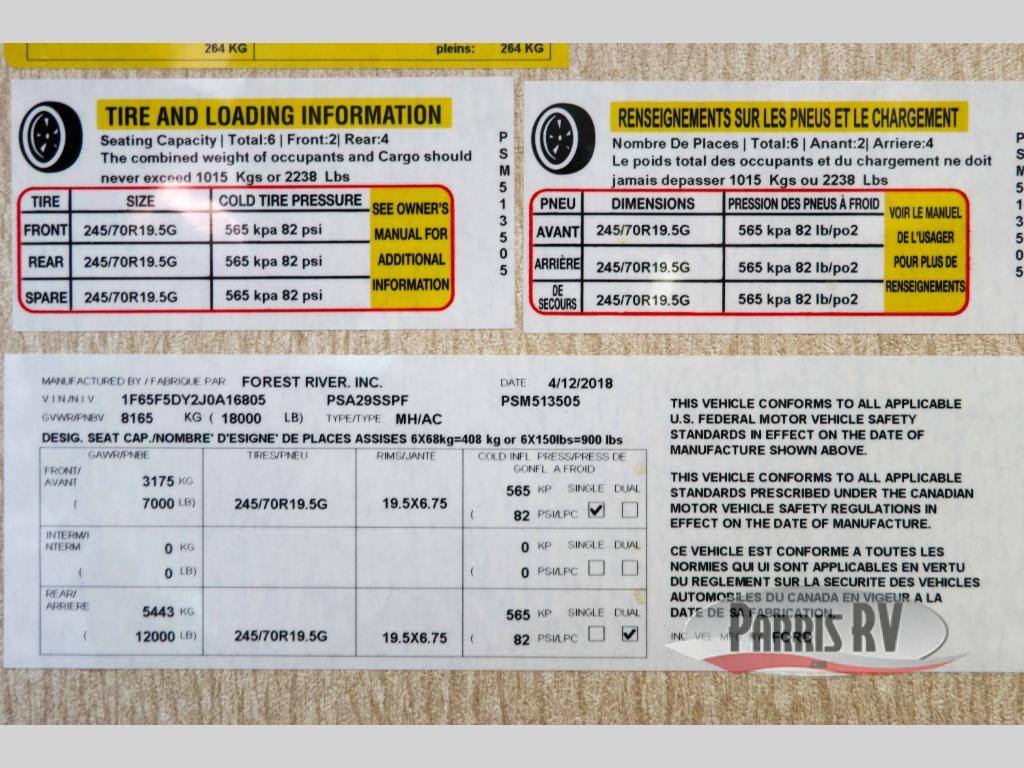 264 KG
pleins: 264 KG
TIRE AND LOADING INFORMATION
Seating Capacity | Total:6 | Front:2| Rear:4
The combined weight of occupants and Cargo should
never exceed 1015 Kgs or 2238 Lbs
TIRE SIZE COLD TIRE PRESSURE
FRONT 245/70R19.5G 565 kpa 82 psi
REAR 245/70R19.5G 565 kpa 82 psi
SPARE 245/70R19.5G 565 kpa 82 psi
SEE OWNER'S
MANUAL FOR
ADDITIONAL
INFORMATION
PSM513505
RENSEIGNEMENTS SUR LES PNEUS ET LE CHARGEMENT
Nombre De Places | Total:6 | Anant:2| Arriere:4
Le poids total des occupants et du chargement ne doit
jamais depasser 1015 Kgs ou 2238 Lbs
PNEU DIMENSIONS PRESSION DES PNEUS À FROID
AVANT 245/70R19.5G 565 kpa 82 lb/po2
ARRIÈRE 245/70R19.5G 565 kpa 82 lb/po2
DE
SECOURS 245/70R19.5G 565 kpa 82 lb/po2
VOIR LE MANUEL
DE L'USAGER
POUR PLUS DE
RENSEIGNEMENTS
PSM513505
MANUFACTURED BY / FABRIQUE PAR FOREST RIVER. INC. DATE 4/12/2018
V.I.N./N.I.V. 1F65F5DY2J0A16805 PSA29SSPF PSM513505
GVWR/PNBV 8165 KG ( 18000 LB) TYPE/TYPE MH/AC
DESIG. SEAT CAP./NOMBRE' D'ESIGNE' DE PLACES ASSISES 6X68kg=408 kg or 6X150lbs=900 lbs
GAWR/PNBE TIRES/PNEU RIMS/JANTE COLD INFL PRESS/PRESS DE
GONFL A FROID
FRONT/
AVANT 3175 KG 565 KP SINGLE DUAL
( 7000 LB) 245/70R19.5G 19.5X6.75 ( 82 PSI/LPC
INTERM/I
NTERM 0 KG 0 KP SINGLE DUAL
( 0 LB) ( 0 PSI/LPC
REAR/
ARRIERE 5443 KG 565 KP SINGLE DUAL
( 12000 LB) 245/70R19.5G 19.5X6.75 ( 82 PSI/LPC
THIS VEHICLE CONFORMS TO ALL APPLICABLE
U.S. FEDERAL MOTOR VEHICLE SAFETY
STANDARDS IN EFFECT ON THE DATE OF
MANUFACTURE SHOWN ABOVE.
THIS VEHICLE CONFORMS TO ALL APPLICABLE
STANDARDS PRESCRIBED UNDER THE CANADIAN
MOTOR VEHICLE SAFETY REGULATIONS IN
EFFECT ON THE DATE OF MANUFACTURE.
CE VEHICLE EST CONFORME A TOUTES LES
NORMIES QUI UI SONT APPLICABLES EN VERTU
DU REGLEMENT SUR LA SECURITE DES VEHICLES
AUTOMOBILES DU CANADA EN VIGEUR A LA
DATE DE SA FABRICATION.
INC. VEL MFG BY FCRC
PARRIS RV
.com